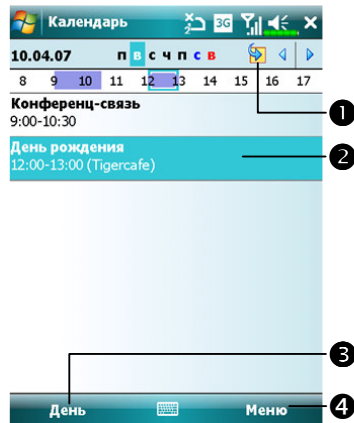 Календарь 3G
10.04.07 п в с ч п с в
8 9 10 11 12 13 14 15 16 17
Конференц-связь
9:00-10:30
День рождения
12:00-13:00 (Tigercafe)
День Меню
1
2
3
4